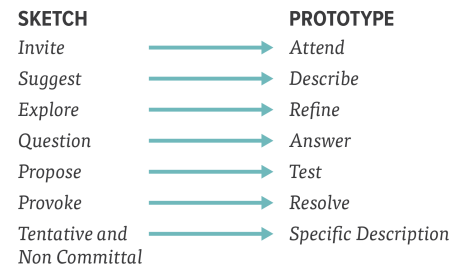 SKETCH PROTOTYPE
Invite Attend
Suggest Describe
Explore Refine
Question Answer
Propose Test
Provoke Resolve
Tentative and Specific Description
Non Committal